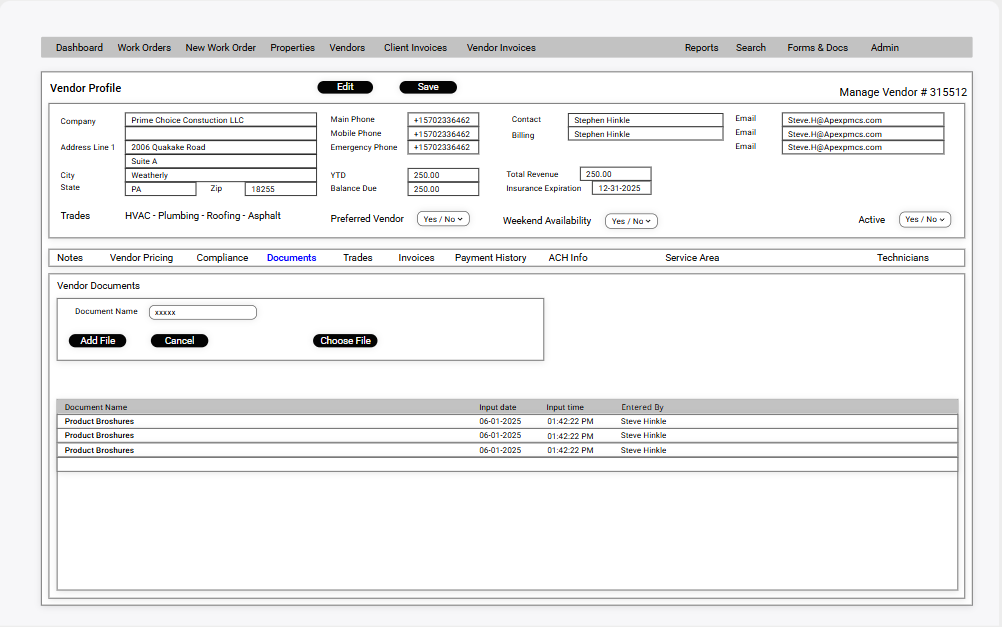 Dashboard Work Orders New Work Order Properties Vendors Client Invoices Vendor Invoices Reports Search Forms & Docs Admin
Vendor Profile Edit Save Manage Vendor # 315512
Company Prime Choice Constuction LLC Main Phone +15702336462 Contact Stephen Hinkle Email Steve.H@Apexpmcs.com
Mobile Phone +15702336462 Billing Stephen Hinkle Email Steve.H@Apexpmcs.com
Address Line 1 2006 Quakake Road Emergency Phone +15702336462 Email Steve.H@Apexpmcs.com
Suite A
City Weatherly YTD 250.00 Total Revenue 250.00
State PA Zip 18255 Balance Due 250.00 Insurance Expiration 12-31-2025
Trades HVAC - Plumbing - Roofing - Asphalt Preferred Vendor Yes / No Weekend Availability Yes / No Active Yes / No
Notes Vendor Pricing Compliance Documents Trades Invoices Payment History ACH Info Service Area Technicians
Vendor Documents
Document Name xxxxx
Add File Cancel Choose File
Document Name Input date Input time Entered By
Product Broshures 06-01-2025 01:42:22 PM Steve Hinkle
Product Broshures 06-01-2025 01:42:22 PM Steve Hinkle
Product Broshures 06-01-2025 01:42:22 PM Steve Hinkle